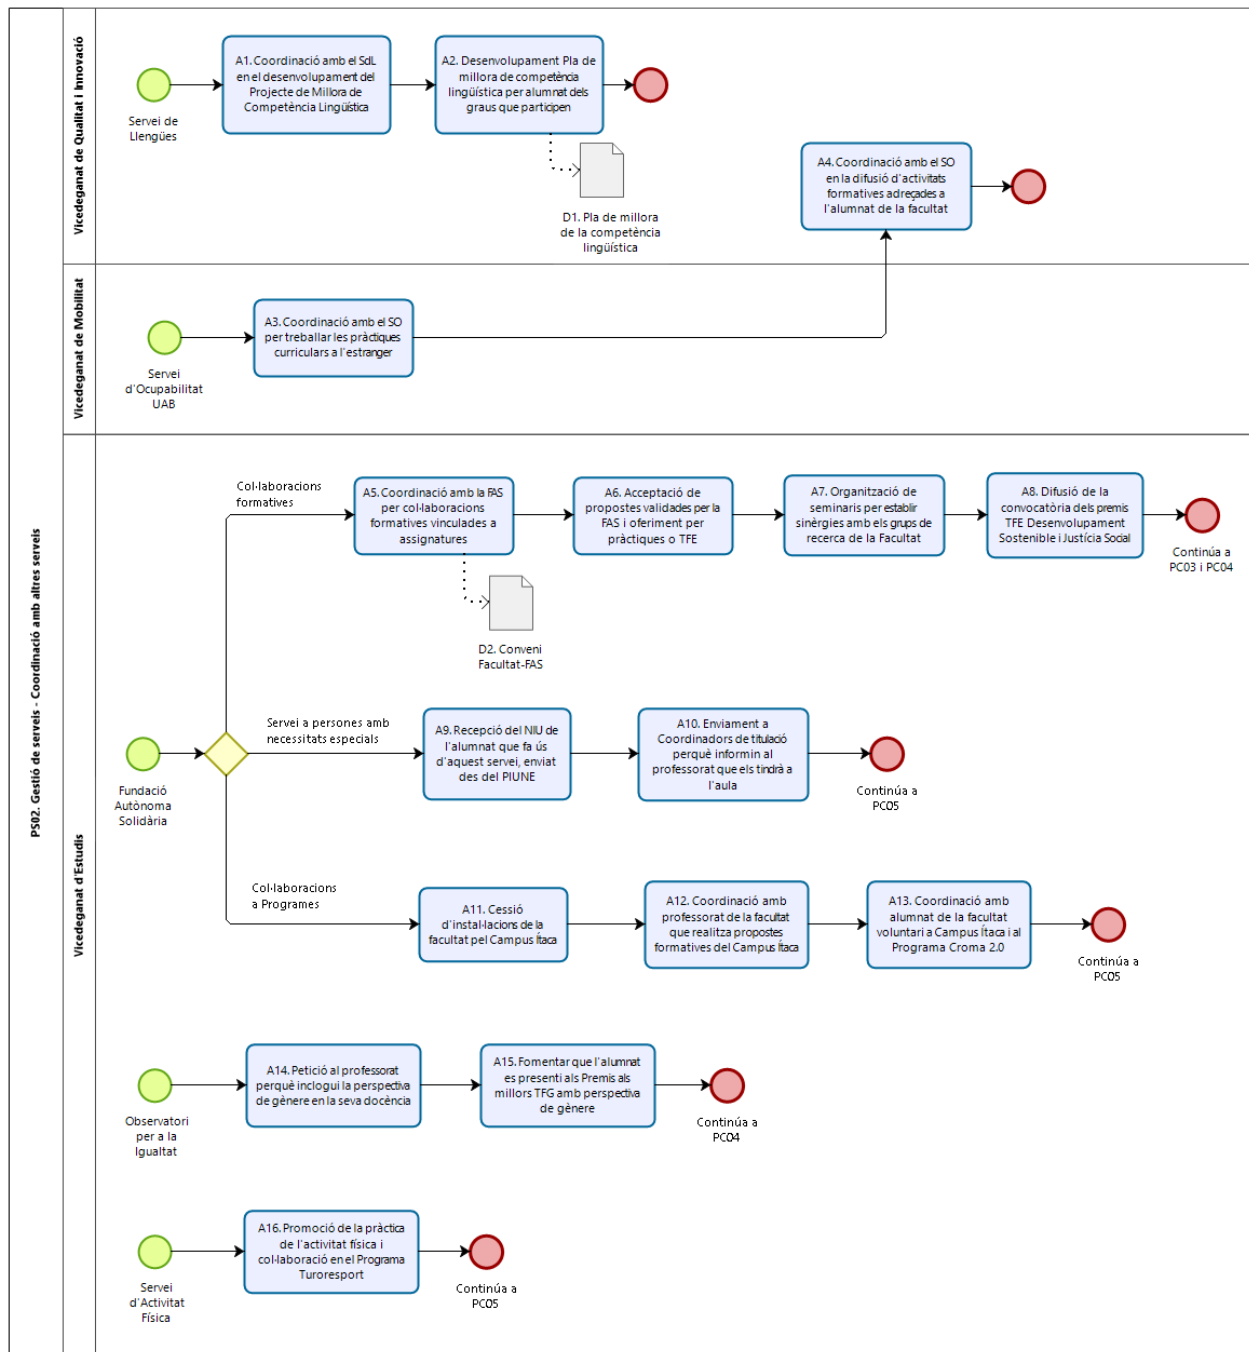 PS02. Gestió de serveis - Coordinació amb altres serveis
Vicedeganat de Qualitat i Innovació
Servei de
Llengües
A1. Coordinació amb el SdL
en el desenvolupament del
Projecte de Millora de
Competència Lingüística
A2. Desenvolupament Pla de
millora de competència
lingüística per alumnat dels
graus que participen
D1. Pla de millora
de la competència
lingüística
A4. Coordinació amb el SO
en la difusió d'activitats
formatives adreçades a
l'alumnat de la facultat
Vicedeganat de Mobilitat
Servei
d'Ocupabilitat
UAB
A3. Coordinació amb el SO
per treballar les pràctiques
curriculars a l'estranger
Vicedeganat d'Estudis
Fundació
Autònoma
Solidària
Col·laboracions
formatives
A5. Coordinació amb la FAS
per col·laboracions
formatives vinculades a
assignatures
D2. Conveni
Facultat-FAS
A6. Acceptació de
propostes validades per la
FAS i oferiment per
pràctiques o TFE
A7. Organització de
seminaris per establir
sinèrgies amb els grups de
recerca de la Facultat
A8. Difusió de la
convocatòria dels premis
TFE Desenvolupament
Sostenible i Justícia Social
Continúa a
PC03 i PC04
Servei a persones amb
necessitats especials
A9. Recepció del NIU de
l'alumnat que fa ús
d'aquest servei, enviat
des del PIUNE
A10. Enviament a
Coordinadors de titulació
perquè informin al
professorat que els tindrà a
l'aula
Continúa a
PC05
Col·laboracions
a Programes
A11. Cessió
d'instal·lacions de la
facultat pel Campus Ítaca
A12. Coordinació amb
professorat de la facultat
que realitza propostes
formatives del Campus Ítaca
A13. Coordinació amb
alumnat de la facultat
voluntari a Campus Ítaca i al
Programa Croma 2.0
Continúa a
PC05
Observatori
per a la
Igualtat
A14. Petició al professorat
perquè inclogui la perspectiva
de gènere en la seva docència
A15. Fomentar que l'alumnat
es presenti als Premis als
millors TFG amb perspectiva
de gènere
Continúa a
PC04
Servei
d'Activitat
Física
A16. Promoció de la pràctica
de l'activitat física i
col·laboració en el Programa
Turoresport
Continúa a
PC05